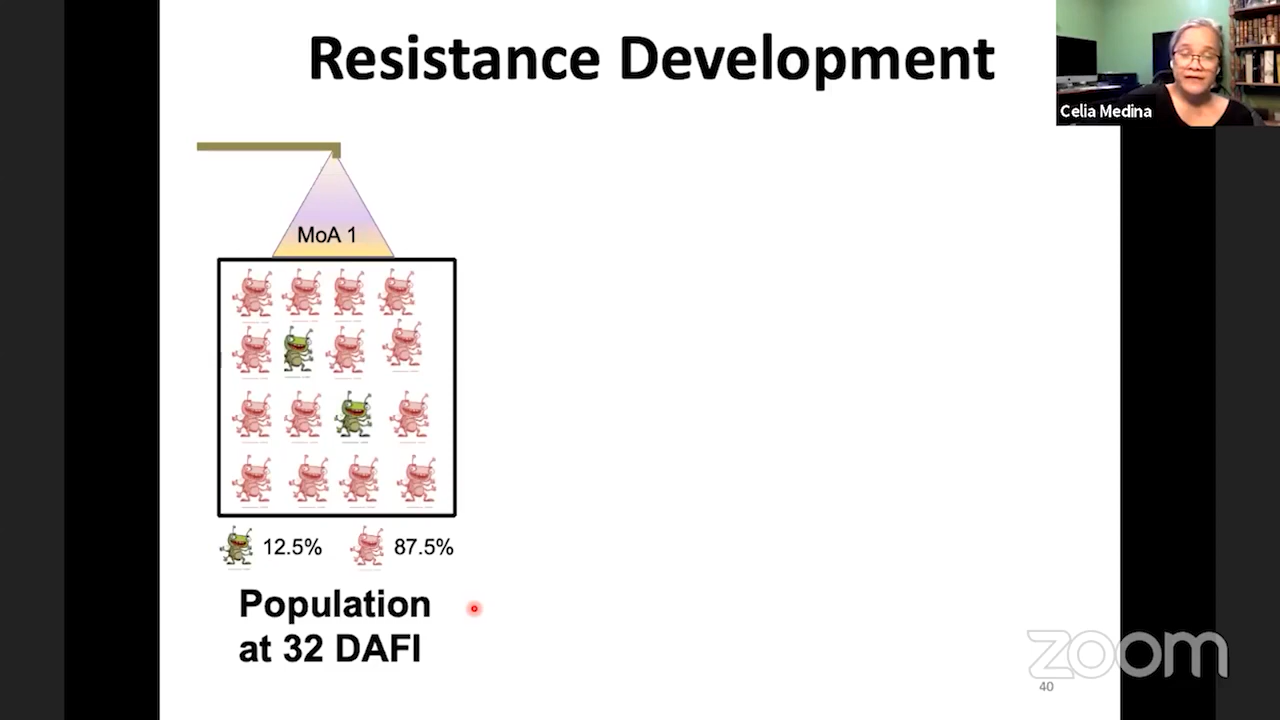 Resistance Development
Celia Medina
MoA 1
12.5% 87.5%
Population
at 32 DAFI
zoom
40